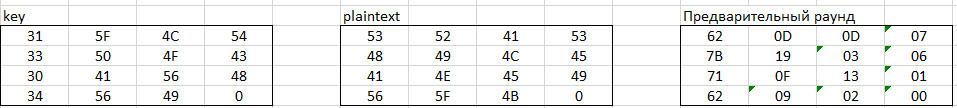 key plaintext Предварительный раунд
31 5F 4C 54 53 52 41 53 62 0D 0D 07
33 50 4F 43 48 49 4C 45 7B 19 03 06
30 41 56 48 41 4E 45 49 71 0F 13 01
34 56 49 0 56 5F 4B 0 62 09 02 00